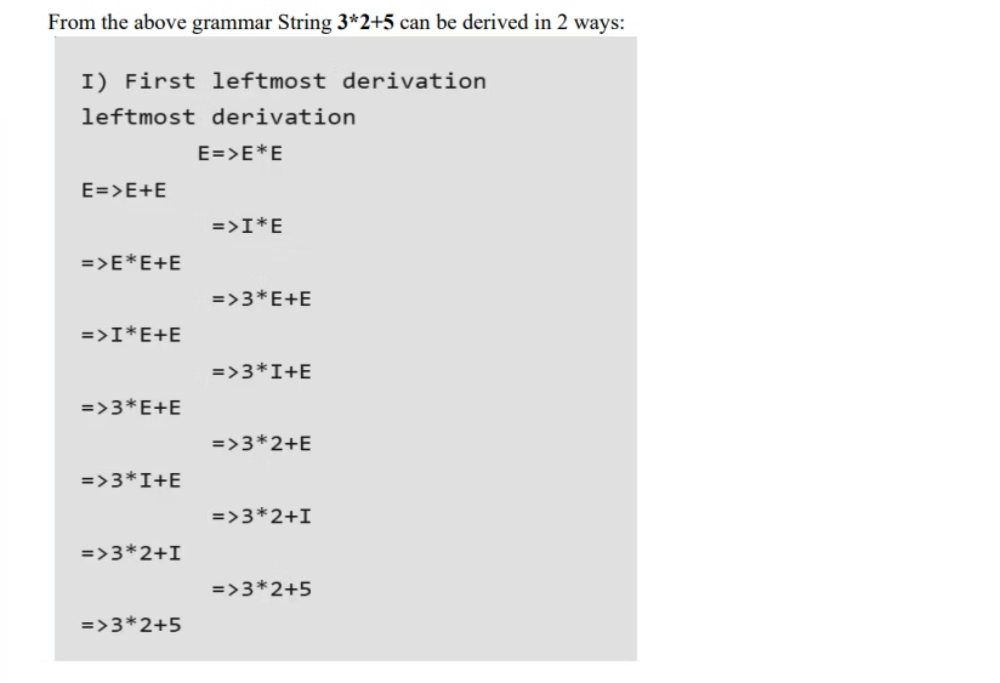 From the above grammar String 3*2+5 can be derived in 2 ways:
I) First leftmost derivation
leftmost derivation
E=>E*E
E=>E+E
=>I*E
=>E*E+E
=>3*E+E
=>I*E+E
=>3*I+E
=>3*E+E
=>3*2+E
=>3*I+E
=>3*2+I
=>3*2+I
=>3*2+5
=>3*2+5